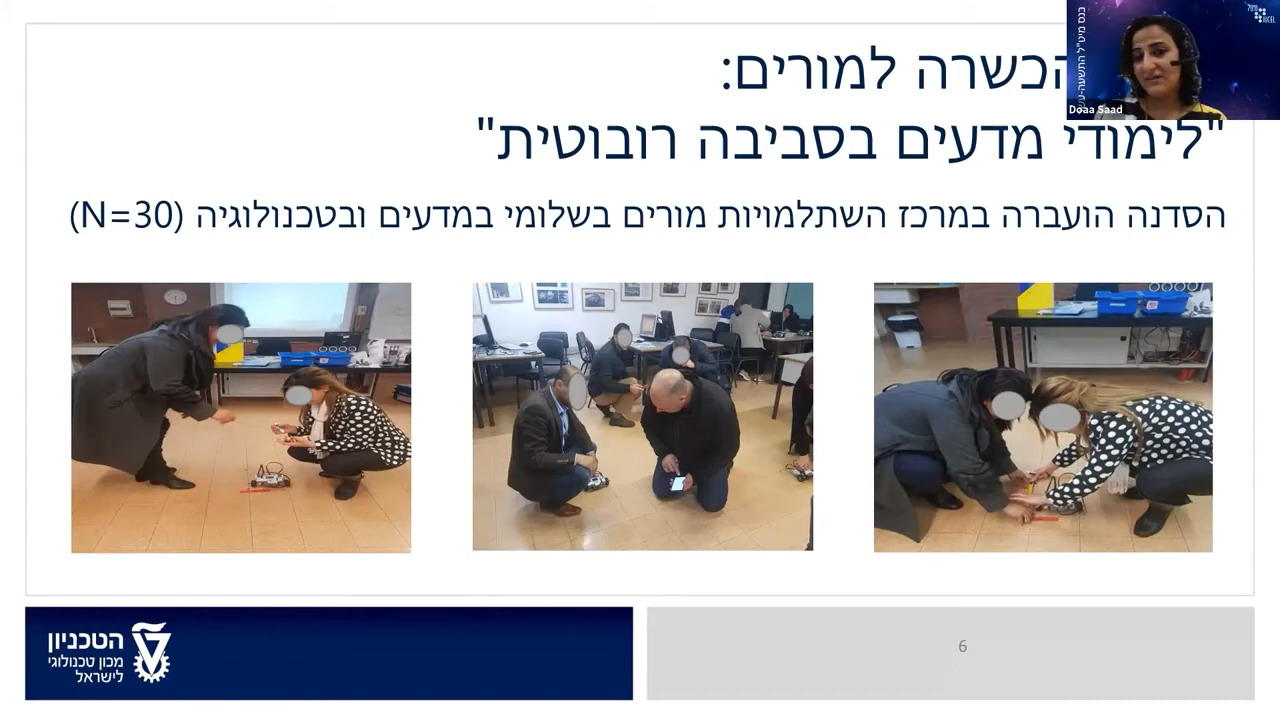 הכשרה למורים:
"לימודי מדעים בסביבה רובוטית"
הסדנה הועברה במרכז השתלמויות מורים בשלומי במדעים ובטכנולוגיה (N=30)
Doaa Saad
הטכניון
מכון טכנולוגי
לישראל
6